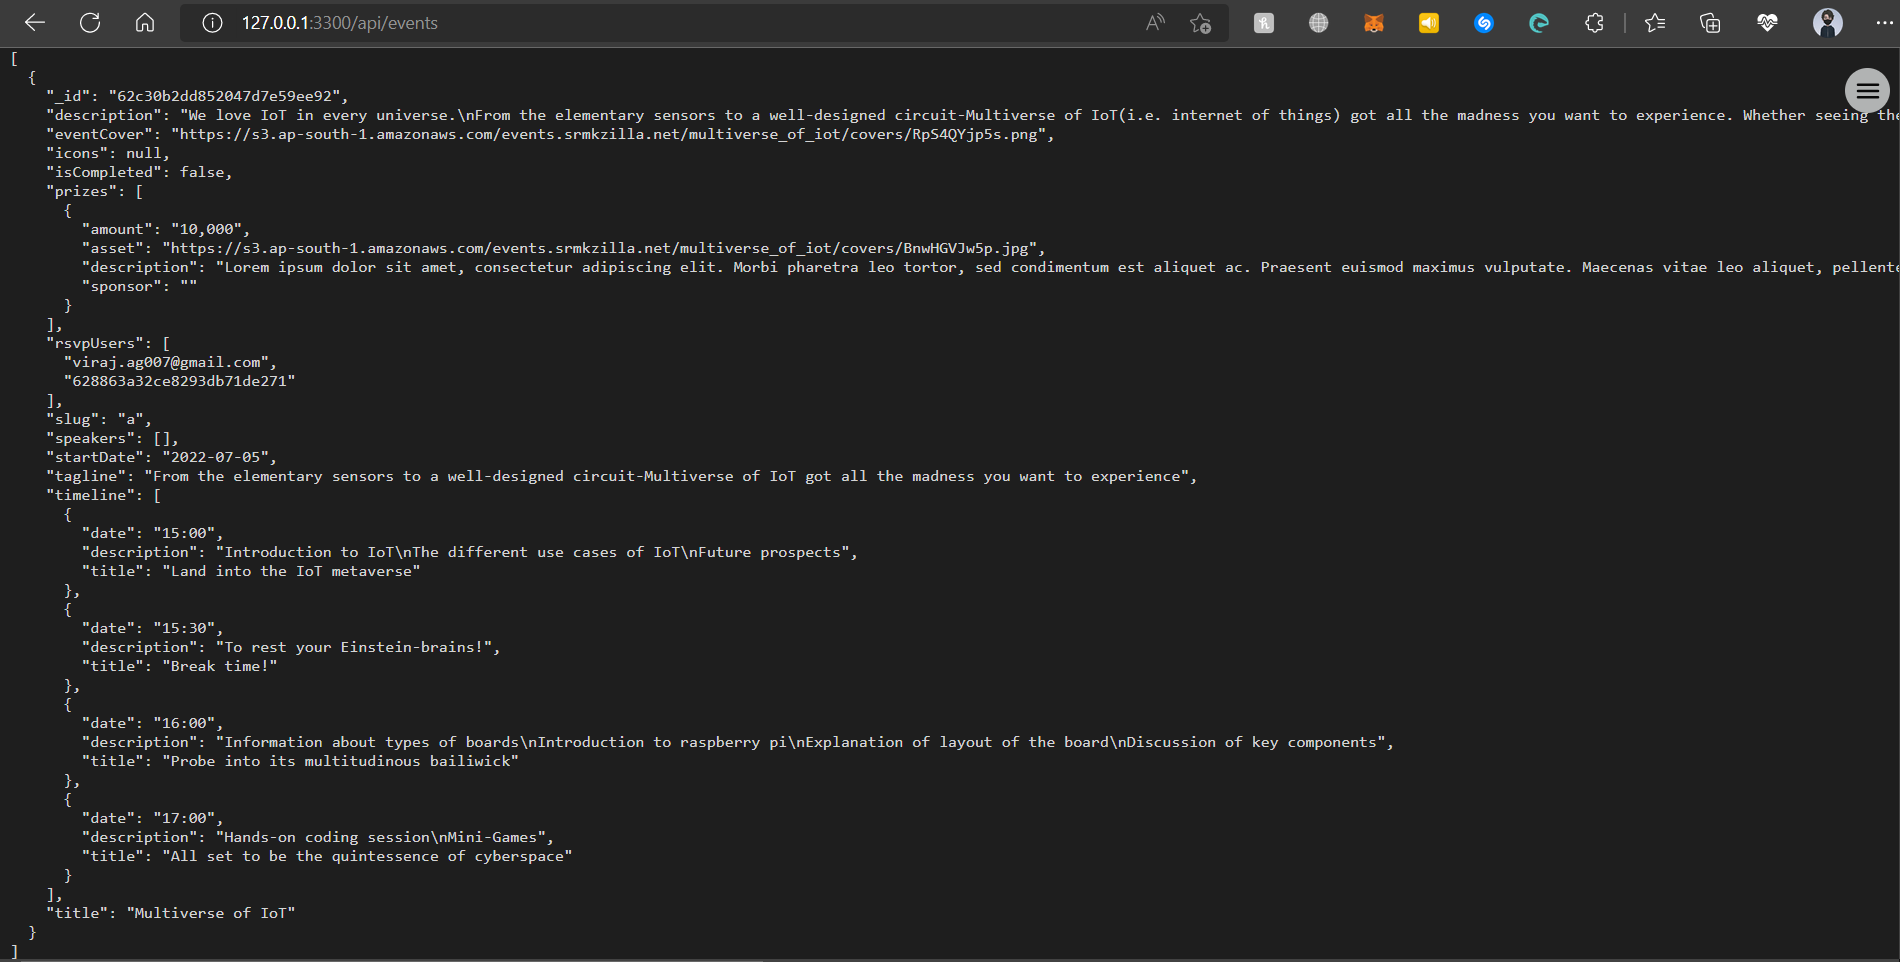 127.0.0.1:3300/api/events
[
  {
    "_id": "62c30b2dd852047d7e59ee92",
    "description": "We love IoT in every universe.\nFrom the elementary sensors to a well-designed circuit-Multiverse of IoT(i.e. internet of things) got all the madness you want to experience. Whether seeing the
    "eventCover": "https://s3.ap-south-1.amazonaws.com/events.srmkzilla.net/multiverse_of_iot/covers/RpS4QYjp5s.png",
    "icons": null,
    "isCompleted": false,
    "prizes": [
      {
        "amount": "10,000",
        "asset": "https://s3.ap-south-1.amazonaws.com/events.srmkzilla.net/multiverse_of_iot/covers/BnwHGVJw5p.jpg",
        "description": "Lorem ipsum dolor sit amet, consectetur adipiscing elit. Morbi pharetra leo tortor, sed condimentum est aliquet ac. Praesent euismod maximus vulputate. Maecenas vitae leo aliquet, pellente
        "sponsor": ""
      }
    ],
    "rsvpUsers": [
      "viraj.ag007@gmail.com",
      "628863a32ce8293db71de271"
    ],
    "slug": "a",
    "speakers": [],
    "startDate": "2022-07-05",
    "tagline": "From the elementary sensors to a well-designed circuit-Multiverse of IoT got all the madness you want to experience",
    "timeline": [
      {
        "date": "15:00",
        "description": "Introduction to IoT\nThe different use cases of IoT\nFuture prospects",
        "title": "Land into the IoT metaverse"
      },
      {
        "date": "15:30",
        "description": "To rest your Einstein-brains!",
        "title": "Break time!"
      },
      {
        "date": "16:00",
        "description": "Information about types of boards\nIntroduction to raspberry pi\nExplanation of layout of the board\nDiscussion of key components",
        "title": "Probe into its multitudinous bailiwick"
      },
      {
        "date": "17:00",
        "description": "Hands-on coding session\nMini-Games",
        "title": "All set to be the quintessence of cyberspace"
      }
    ],
    "title": "Multiverse of IoT"
  }
]